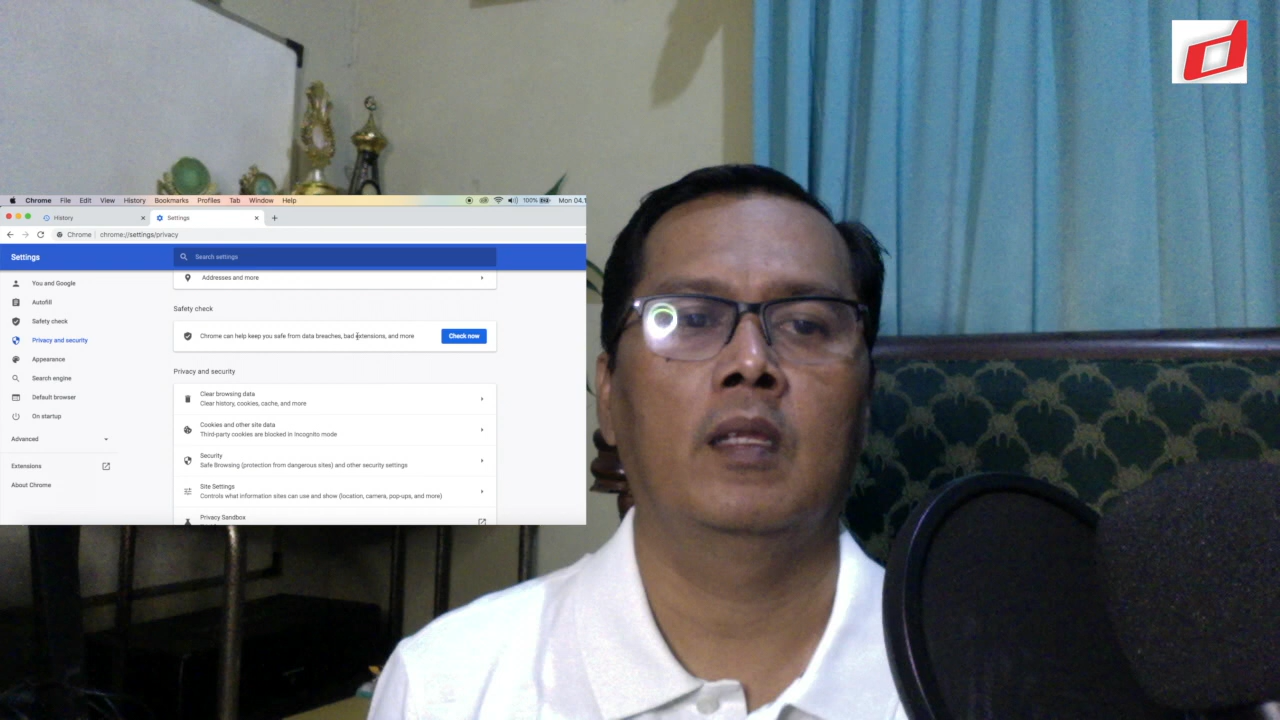 Chrome File Edit View History Bookmarks Profiles Tab Window Help 100% Mon 04.1
History Settings
Chrome chrome://settings/privacy
Settings Search settings
You and Google
Autofill
Safety check
Privacy and security
Appearance
Search engine
Default browser
On startup
Advanced
Extensions
About Chrome
Addresses and more
Safety check
Chrome can help keep you safe from data breaches, bad extensions, and more Check now
Privacy and security
Clear browsing data
Clear history, cookies, cache, and more
Cookies and other site data
Third-party cookies are blocked in Incognito mode
Security
Safe Browsing (protection from dangerous sites) and other security settings
Site Settings
Controls what information sites can use and show (location, camera, pop-ups, and more)
Privacy Sandbox